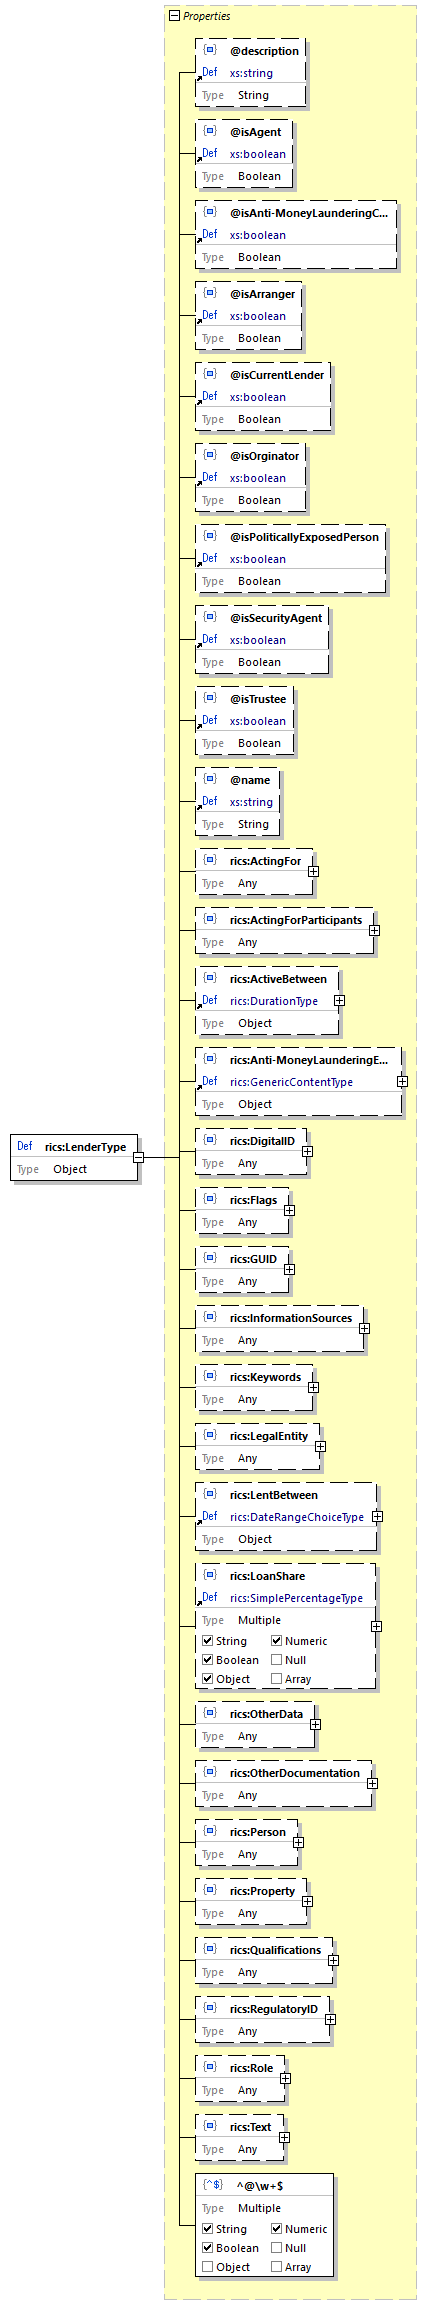 Properties
@description
Def xs:string
Type String
@isAgent
Def xs:boolean
Type Boolean
@isAnti-MoneyLaunderingC...
Def xs:boolean
Type Boolean
@isArranger
Def xs:boolean
Type Boolean
@isCurrentLender
Def xs:boolean
Type Boolean
@isOrginator
Def xs:boolean
Type Boolean
@isPoliticallyExposedPerson
Def xs:boolean
Type Boolean
@isSecurityAgent
Def xs:boolean
Type Boolean
@isTrustee
Def xs:boolean
Type Boolean
@name
Def xs:string
Type String
rics:ActingFor
Type Any
rics:ActingForParticipants
Type Any
rics:ActiveBetween
Def rics:DurationType
Type Object
rics:Anti-MoneyLaunderingE...
Def rics:GenericContentType
Type Object
Def rics:LenderType
Type Object
rics:DigitalID
Type Any
rics:Flags
Type Any
rics:GUID
Type Any
rics:InformationSources
Type Any
rics:Keywords
Type Any
rics:LegalEntity
Type Any
rics:LentBetween
Def rics:DateRangeChoiceType
Type Object
rics:LoanShare
Def rics:SimplePercentageType
Type Multiple
String Numeric
Boolean Null
Object Array
rics:OtherData
Type Any
rics:OtherDocumentation
Type Any
rics:Person
Type Any
rics:Property
Type Any
rics:Qualifications
Type Any
rics:RegulatoryID
Type Any
rics:Role
Type Any
rics:Text
Type Any
{^$} ^@\w+$
Type Multiple
String Numeric
Boolean Null
Object Array